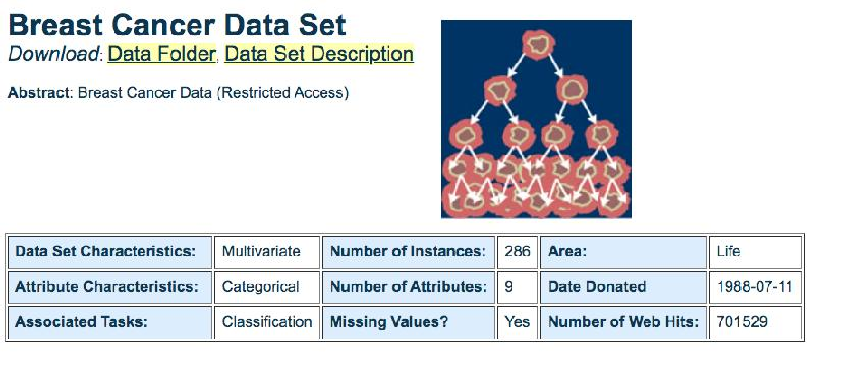 Breast Cancer Data Set
Download: Data Folder, Data Set Description
Abstract: Breast Cancer Data (Restricted Access)
Data Set Characteristics: Multivariate Number of Instances: 286 Area: Life
Attribute Characteristics: Categorical Number of Attributes: 9 Date Donated 1988-07-11
Associated Tasks: Classification Missing Values? Yes Number of Web Hits: 701529